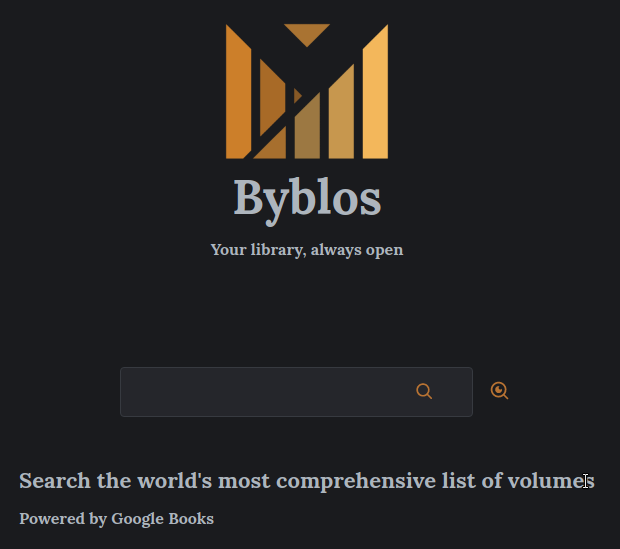 Byblos
Your library, always open
Search the world's most comprehensive list of volumes
Powered by Google Books